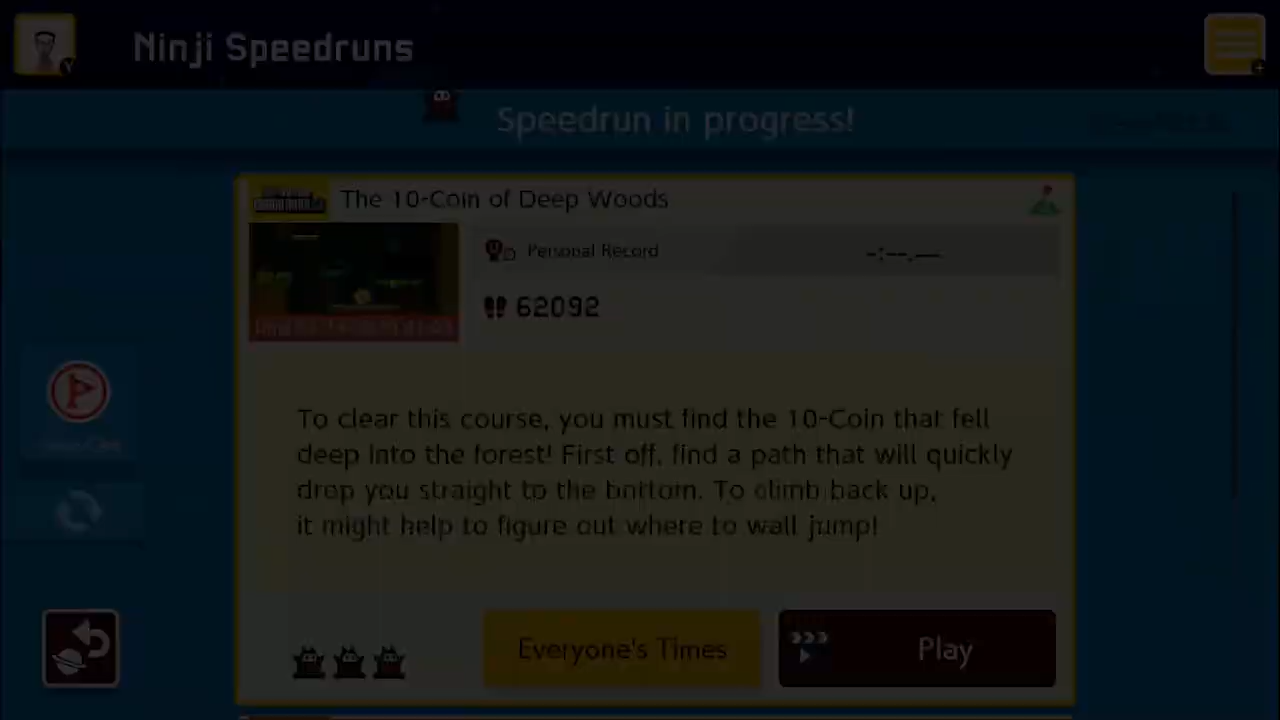 Ninji Speedruns
Speedrun in progress!
The 10-Coin of Deep Woods
Personal Record -:--.---
62092
To clear this course, you must find the 10-Coin that fell
deep into the forest! First off, find a path that will quickly
drop you straight to the bottom. To climb back up,
it might help to figure out where to wall jump!
Everyone's Times
Play